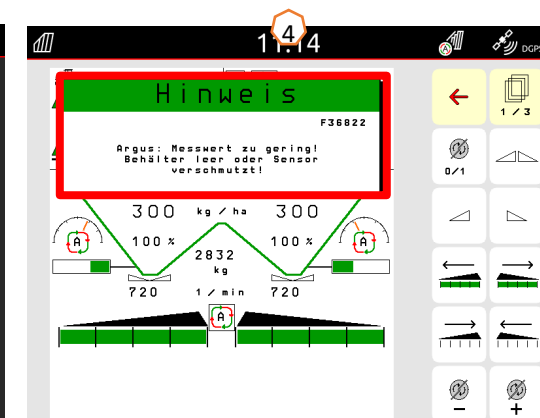 4
11:14
DGPS
Hinweis
F36822
Argus: Messwert zu gering!
Behälter leer oder Sensor
verschmutzt!
1 / 3
0/1
300 kg / ha 300
A
100 % 100 %
A
2832
kg
720 1 / min 720
A
− +